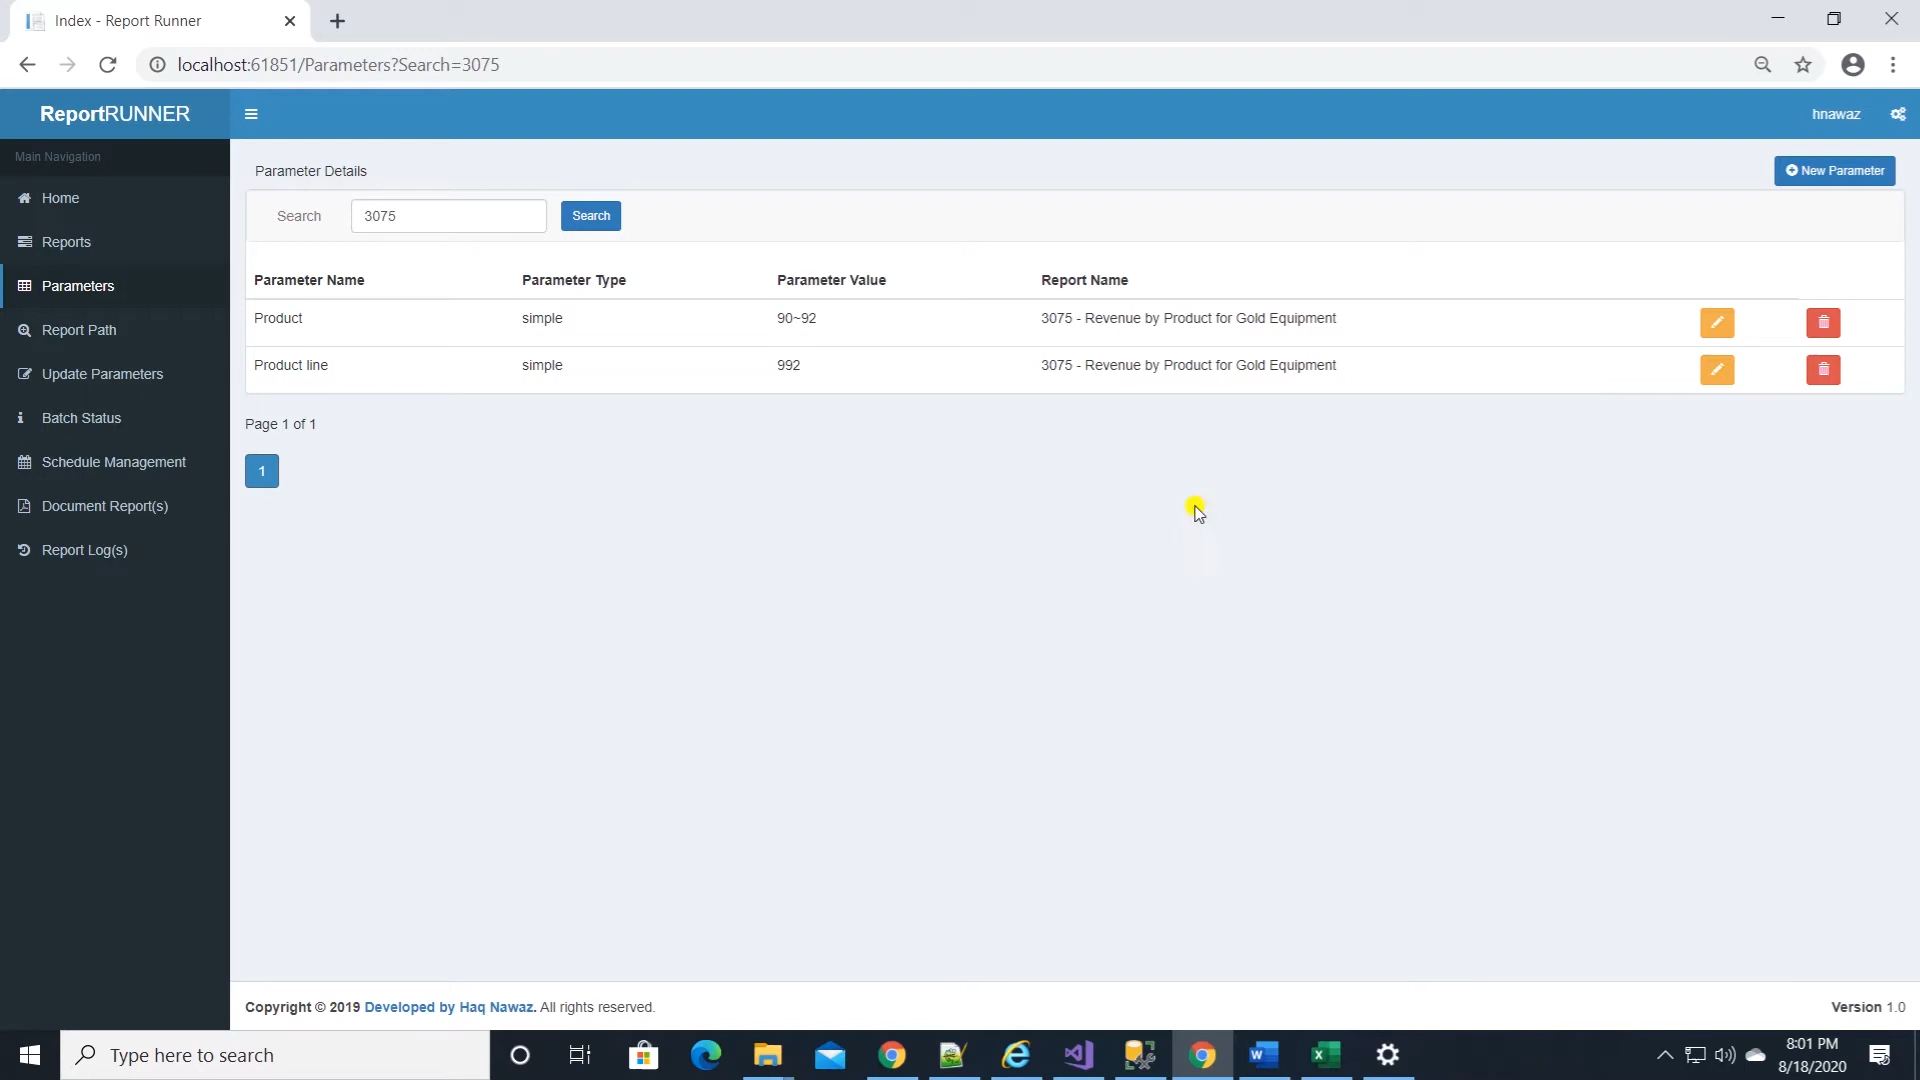 Index - Report Runner
localhost:61851/Parameters?Search=3075
ReportRUNNER
hnawaz
Main Navigation
Home
Reports
Parameters
Report Path
Update Parameters
Batch Status
Schedule Management
Document Report(s)
Report Log(s)
Parameter Details
New Parameter
Search
3075
Search
Parameter Name Parameter Type Parameter Value Report Name
Product simple 90~92 3075 - Revenue by Product for Gold Equipment
Product line simple 992 3075 - Revenue by Product for Gold Equipment
Page 1 of 1
1
Copyright © 2019 Developed by Haq Nawaz. All rights reserved.
Version 1.0
Type here to search
8:01 PM
8/18/2020